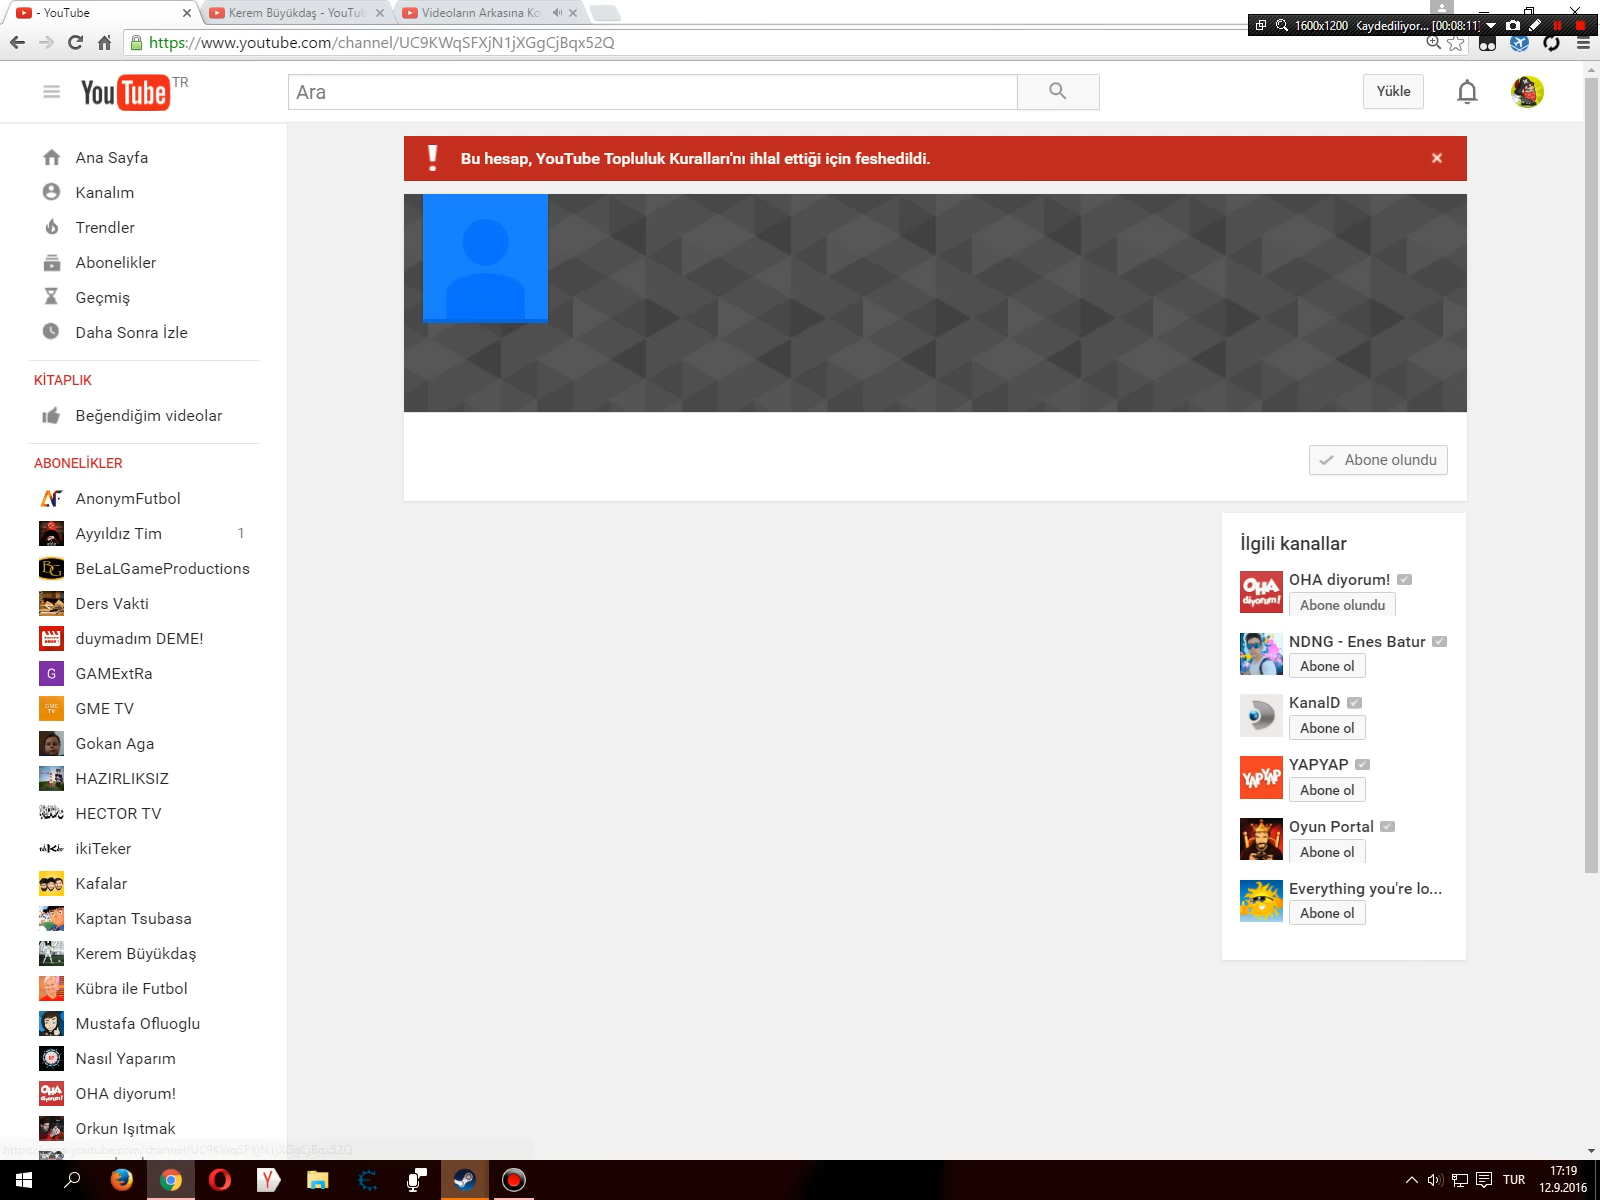 - YouTube
Kerem Büyükdaş - YouTub
Videoların Arkasına Ko
1600x1200 Kaydediliyor... [00:08:11]
https://www.youtube.com/channel/UC9KWqSFXjN1jXGgCjBqx52Q
YouTube TR
Ara
Yükle
Ana Sayfa
Kanalım
Trendler
Abonelikler
Geçmiş
Daha Sonra İzle
KİTAPLIK
Beğendiğim videolar
ABONELİKLER
AnonymFutbol
Ayyıldız Tim 1
BeLaLGameProductions
Ders Vakti
duymadım DEME!
GAMExtRa
GME TV
Gokan Aga
HAZIRLIKSIZ
HECTOR TV
ikiTeker
Kafalar
Kaptan Tsubasa
Kerem Büyükdaş
Kübra ile Futbol
Mustafa Ofluoglu
Nasıl Yaparım
OHA diyorum!
Orkun Işıtmak
Bu hesap, YouTube Topluluk Kuralları'nı ihlal ettiği için feshedildi.
Abone olundu
İlgili kanallar
OHA diyorum!
Abone olundu
NDNG - Enes Batur
Abone ol
KanalD
Abone ol
YAPYAP
Abone ol
Oyun Portal
Abone ol
Everything you're lo...
Abone ol
TUR
17:19
12.9.2016